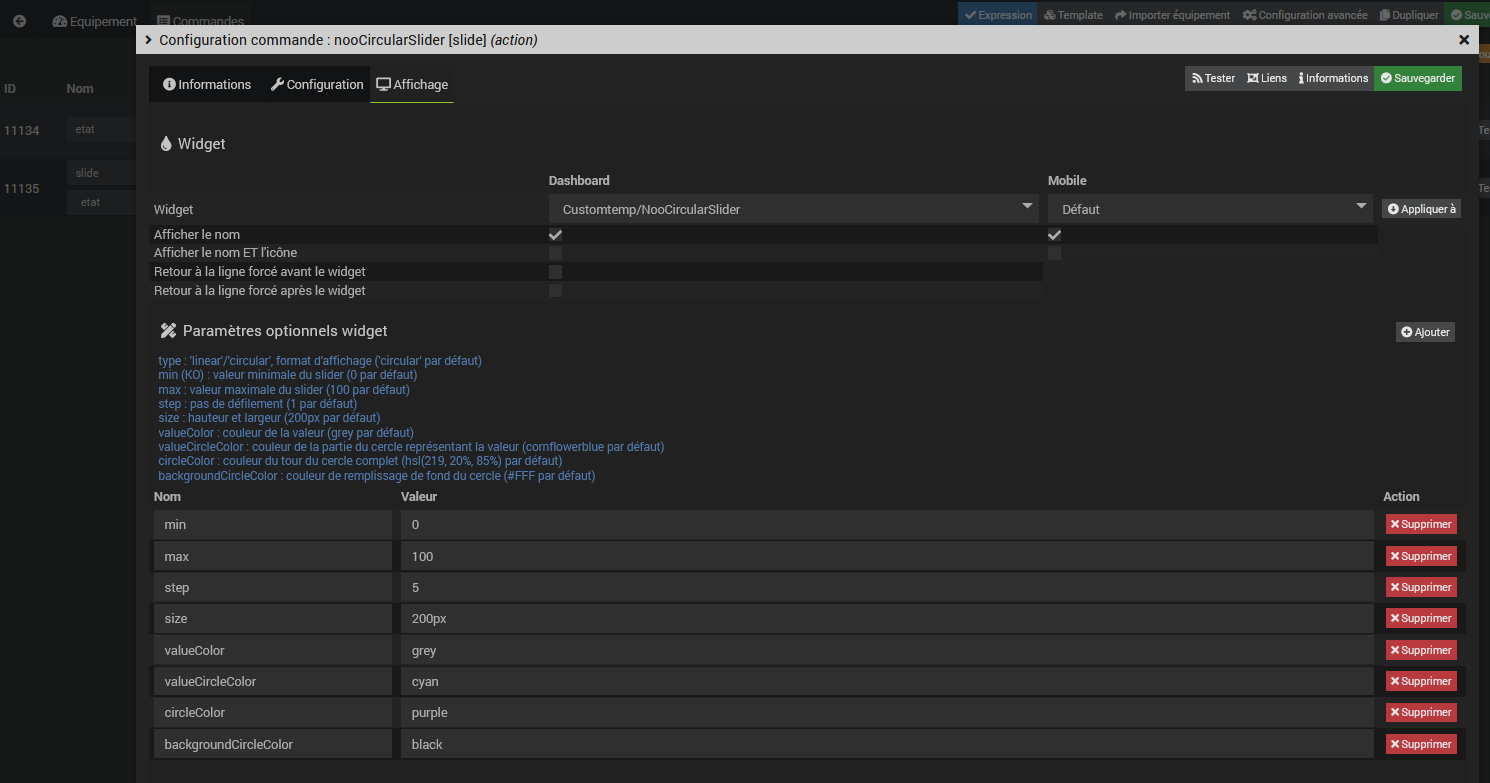 Equipement Commandes Expression Template Importer équipement Configuration avancée Dupliquer
Configuration commande : nooCircularSlider [slide] (action)
Informations Configuration Affichage Tester Liens Informations Sauvegarder
ID Nom
11134 etat
11135 slide
etat
Widget
Dashboard Mobile
Widget Customtemp/NooCircularSlider Défaut Appliquer à
Afficher le nom
Afficher le nom ET l'icône
Retour à la ligne forcé avant le widget
Retour à la ligne forcé après le widget
Paramètres optionnels widget Ajouter
type : 'linear'/'circular', format d'affichage ('circular' par défaut)
min (KO) : valeur minimale du slider (0 par défaut)
max : valeur maximale du slider (100 par défaut)
step : pas de défilement (1 par défaut)
size : hauteur et largeur (200px par défaut)
valueColor : couleur de la valeur (grey par défaut)
valueCircleColor : couleur de la partie du cercle représentant la valeur (cornflowerblue par défaut)
circleColor : couleur du tour du cercle complet (hsl(219, 20%, 85%) par défaut)
backgroundCircleColor : couleur de remplissage de fond du cercle (#FFF par défaut)
Nom Valeur Action
min 0 Supprimer
max 100 Supprimer
step 5 Supprimer
size 200px Supprimer
valueColor grey Supprimer
valueCircleColor cyan Supprimer
circleColor purple Supprimer
backgroundCircleColor black Supprimer